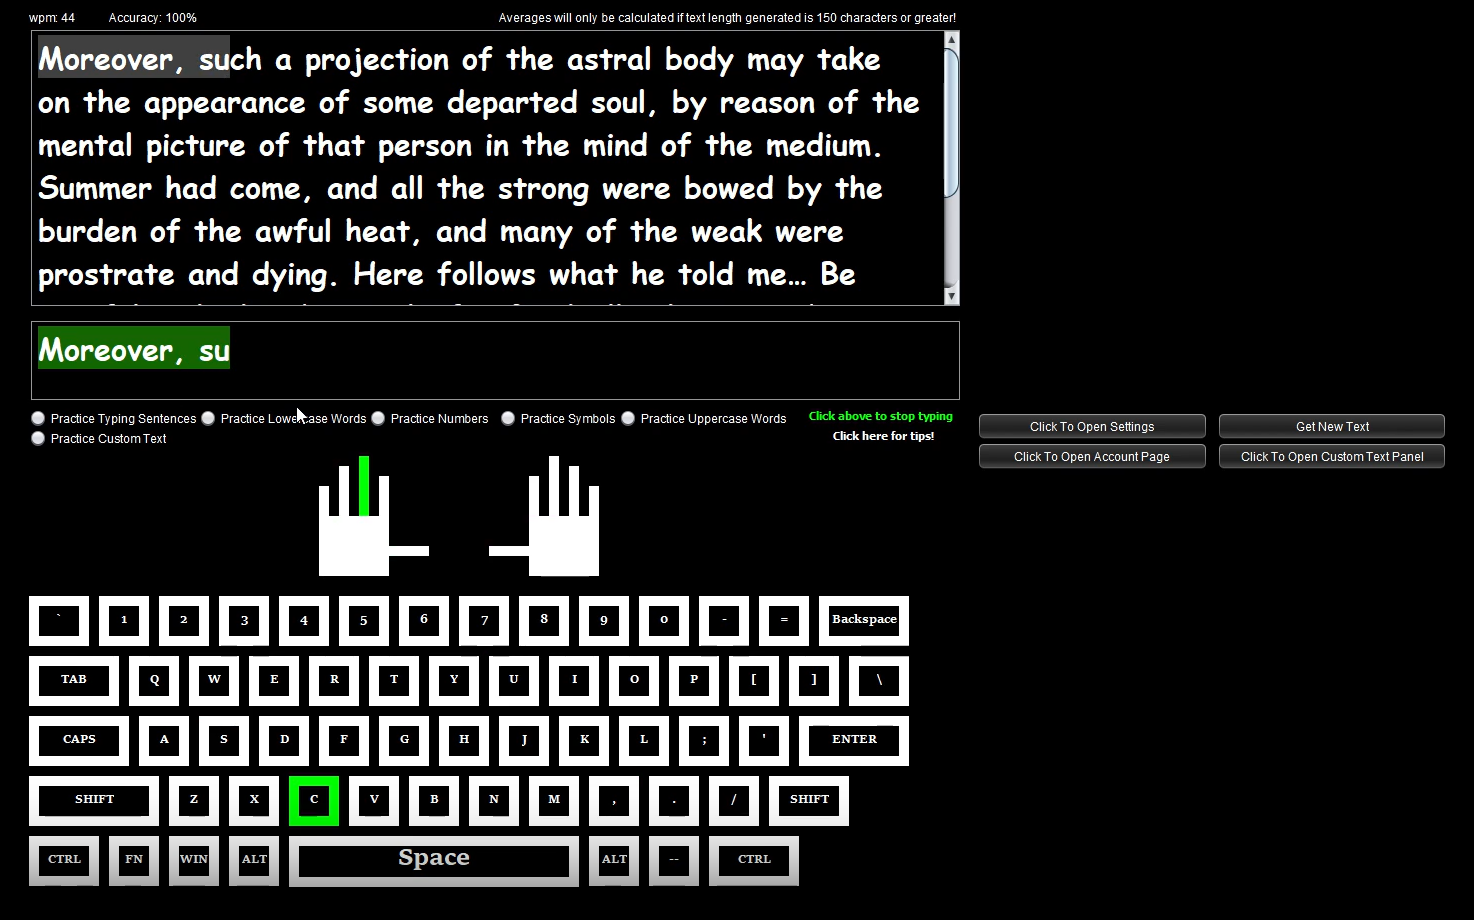 wpm: 44 Accuracy: 100% Averages will only be calculated if text length generated is 150 characters or greater!
Moreover, such a projection of the astral body may take
on the appearance of some departed soul, by reason of the
mental picture of that person in the mind of the medium.
Summer had come, and all the strong were bowed by the
burden of the awful heat, and many of the weak were
prostrate and dying. Here follows what he told me... Be
Moreover, su
Practice Typing Sentences Practice Lowercase Words Practice Numbers Practice Symbols Practice Uppercase Words
Practice Custom Text
Click above to stop typing
Click here for tips!
Click To Open Settings Get New Text
Click To Open Account Page Click To Open Custom Text Panel
` 1 2 3 4 5 6 7 8 9 0 - = Backspace
TAB Q W E R T Y U I O P [ ] \
CAPS A S D F G H J K L ; ' ENTER
SHIFT Z X C V B N M , . / SHIFT
CTRL FN WIN ALT Space ALT -- CTRL